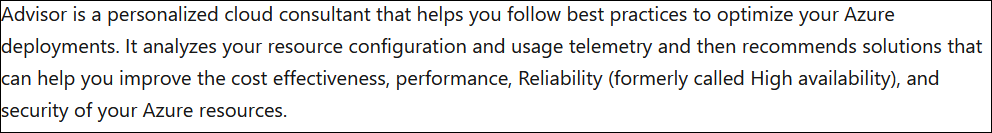 Advisor is a personalized cloud consultant that helps you follow best practices to optimize your Azure
deployments. It analyzes your resource configuration and usage telemetry and then recommends solutions that
can help you improve the cost effectiveness, performance, Reliability (formerly called High availability), and
security of your Azure resources.